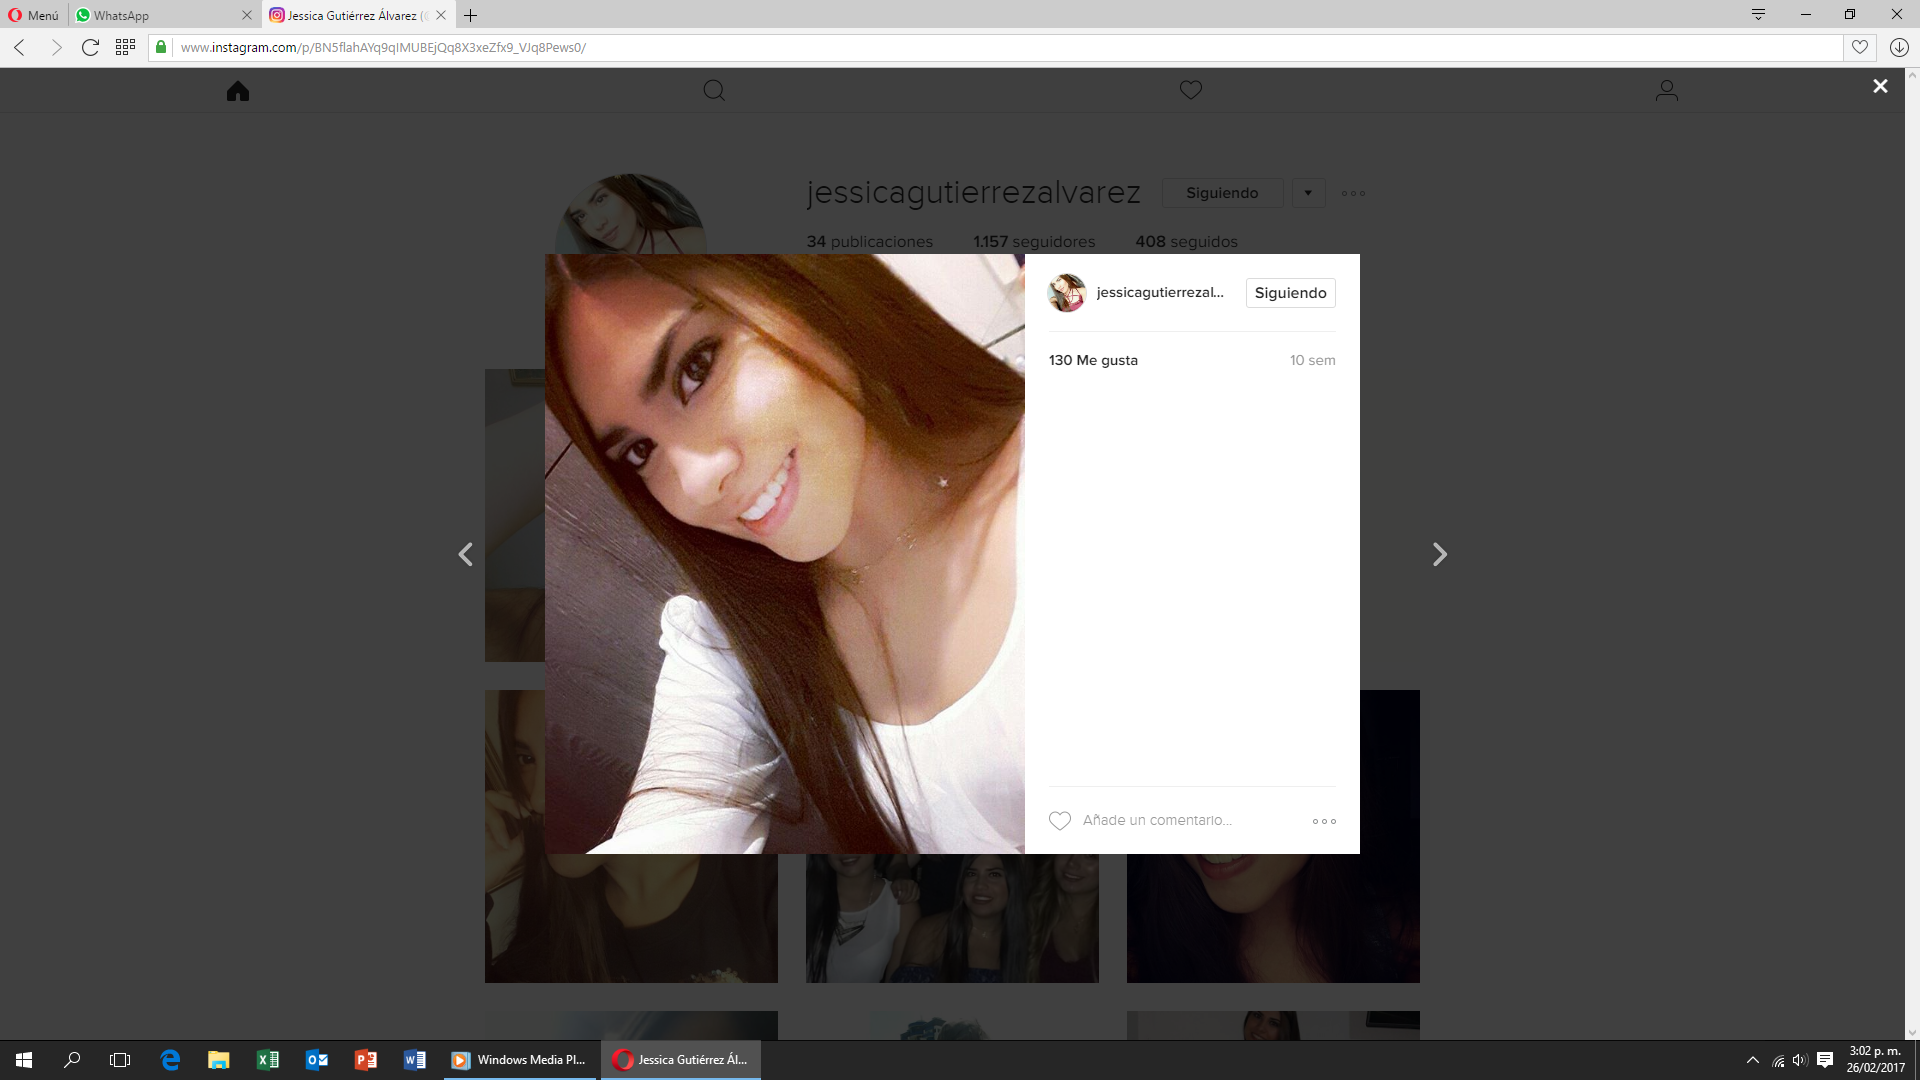 Menú
WhatsApp
Jessica Gutiérrez Álvarez (
www.instagram.com/p/BN5flahAYq9qIMUBEjQq8X3xeZfx9_VJq8Pews0/
jessicagutierrezalvarez
Siguiendo
34 publicaciones
1.157 seguidores
408 seguidos
jessicagutierrezal...
Siguiendo
130 Me gusta
10 sem
Añade un comentario...
Windows Media Pl...
Jessica Gutiérrez Ál...
3:02 p. m.
26/02/2017